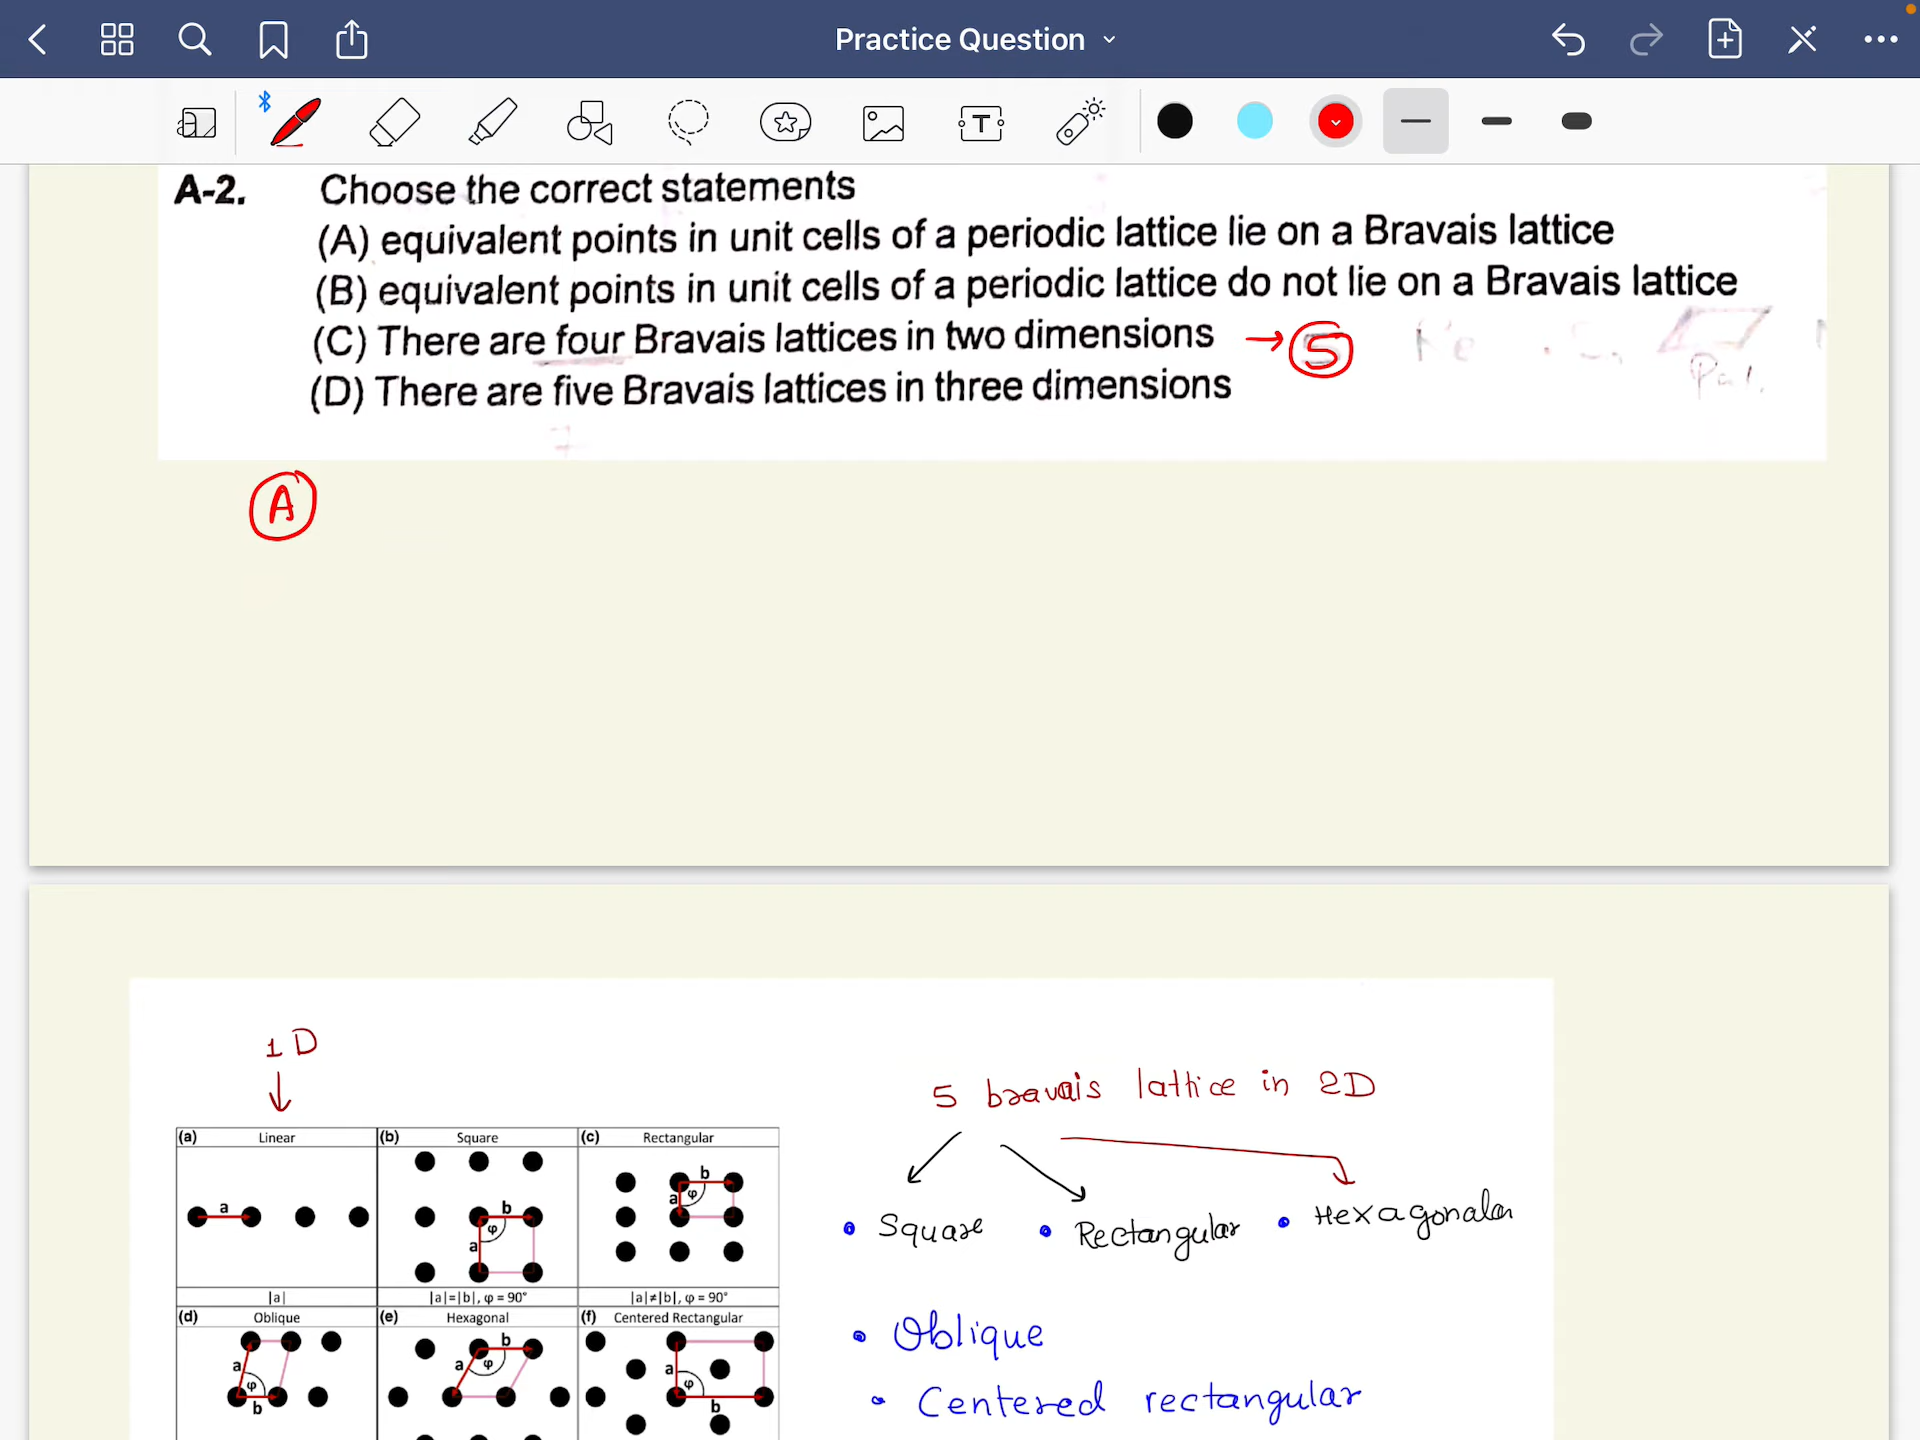 Practice Question
T
A-2. Choose the correct statements
(A) equivalent points in unit cells of a periodic lattice lie on a Bravais lattice
(B) equivalent points in unit cells of a periodic lattice do not lie on a Bravais lattice
(C) There are four Bravais lattices in two dimensions → 5
(D) There are five Bravais lattices in three dimensions
A
1D
5 bravais lattice in 2D
(a) Linear (b) Square (c) Rectangular
a
b
φ
a
b
a φ
• Square • Rectangular • Hexagonal
|a| |a|=|b|, φ = 90° |a|≠|b|, φ = 90°
(d) Oblique (e) Hexagonal (f) Centered Rectangular
a
φ
b
b
a φ
a
φ
b
• Oblique
• Centered rectangular